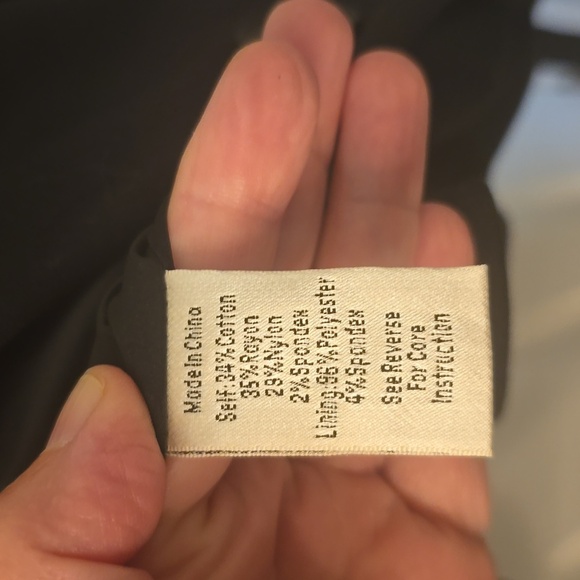 Made In China
Self:34%Cotton
35%Rayon
29%Nylon
2%Spandex
Lining:96%Polyester
4%Spandex
See Reverse
For Care
Instruction